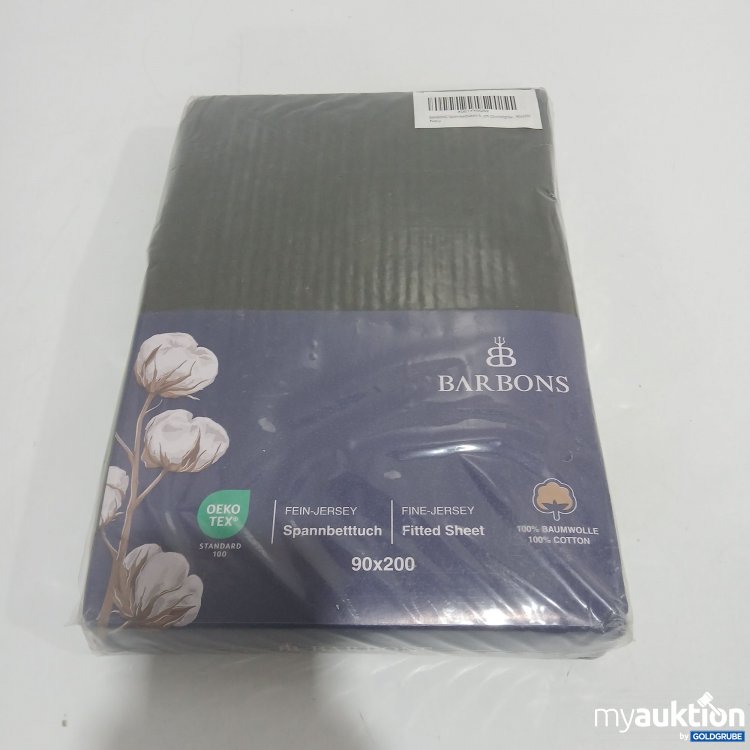 BARBONS
OEKO
TEX®
STANDARD
100
FEIN-JERSEY
Spannbetttuch
FINE-JERSEY
Fitted Sheet
100% BAUMWOLLE
100% COTTON
90x200
BARBONS
myauktion
by GOLDGRUBE